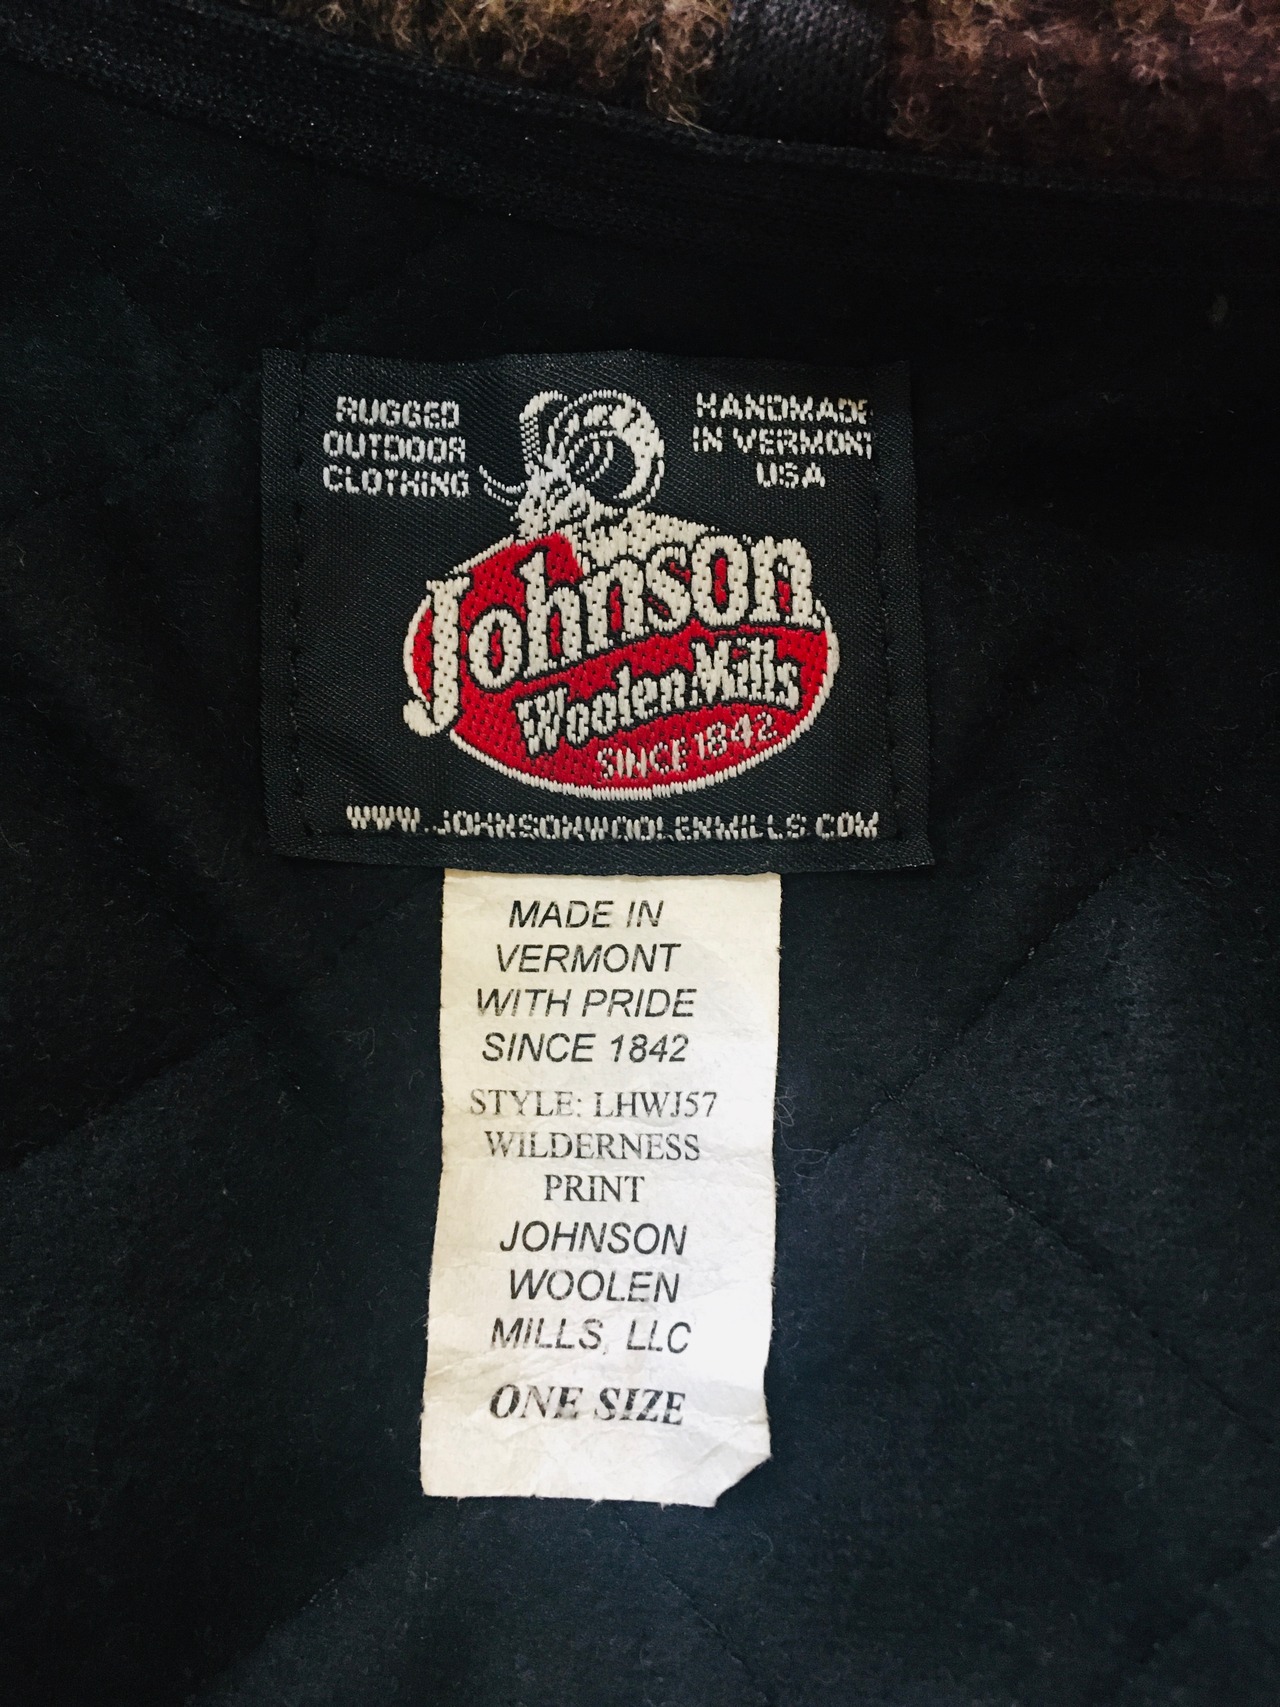 RUGGED
OUTDOOR
CLOTHING
HANDMADE
IN VERMONT
USA
Johnson
Woolen Mills
SINCE 1842
WWW.JOHNSONWOOLENMILLS.COM
MADE IN
VERMONT
WITH PRIDE
SINCE 1842
STYLE: LHWJ57
WILDERNESS
PRINT
JOHNSON
WOOLEN
MILLS, LLC
ONE SIZE